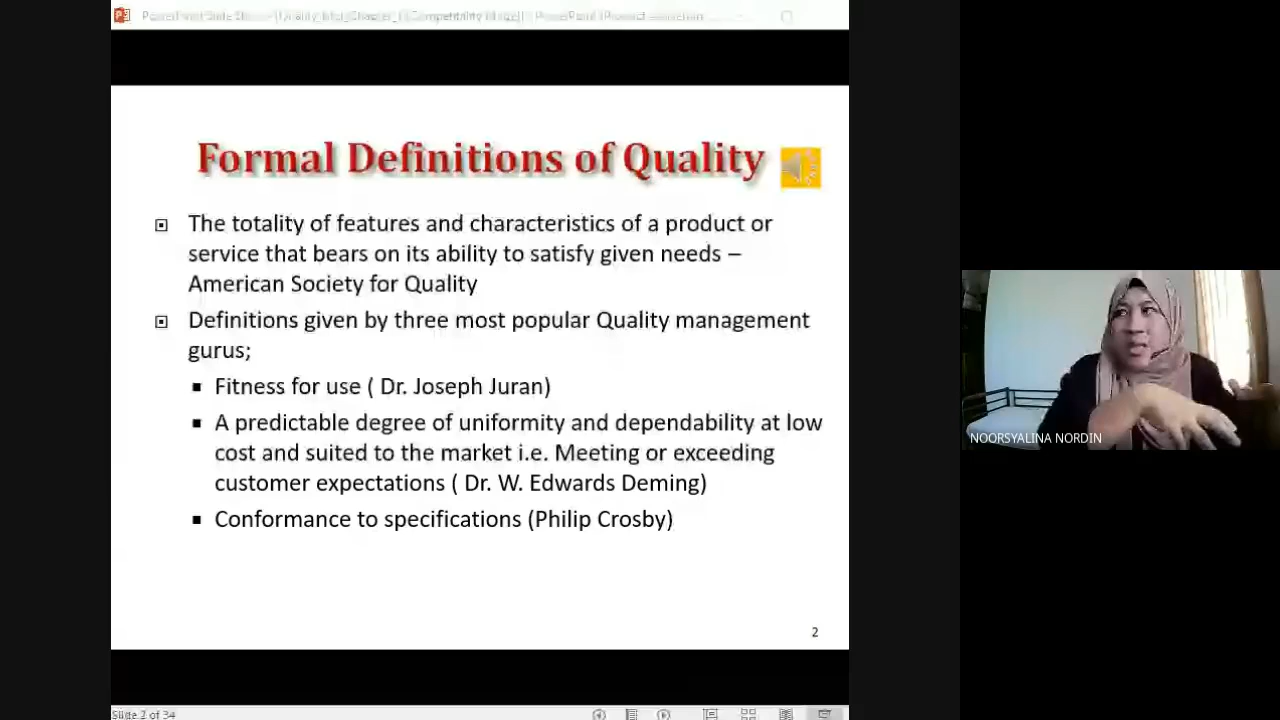 Formal Definitions of Quality
The totality of features and characteristics of a product or
service that bears on its ability to satisfy given needs –
American Society for Quality
Definitions given by three most popular Quality management
gurus;
Fitness for use ( Dr. Joseph Juran)
A predictable degree of uniformity and dependability at low
cost and suited to the market i.e. Meeting or exceeding
customer expectations ( Dr. W. Edwards Deming)
Conformance to specifications (Philip Crosby)
2
Slide 2 of 34
NOORSYALINA NORDIN